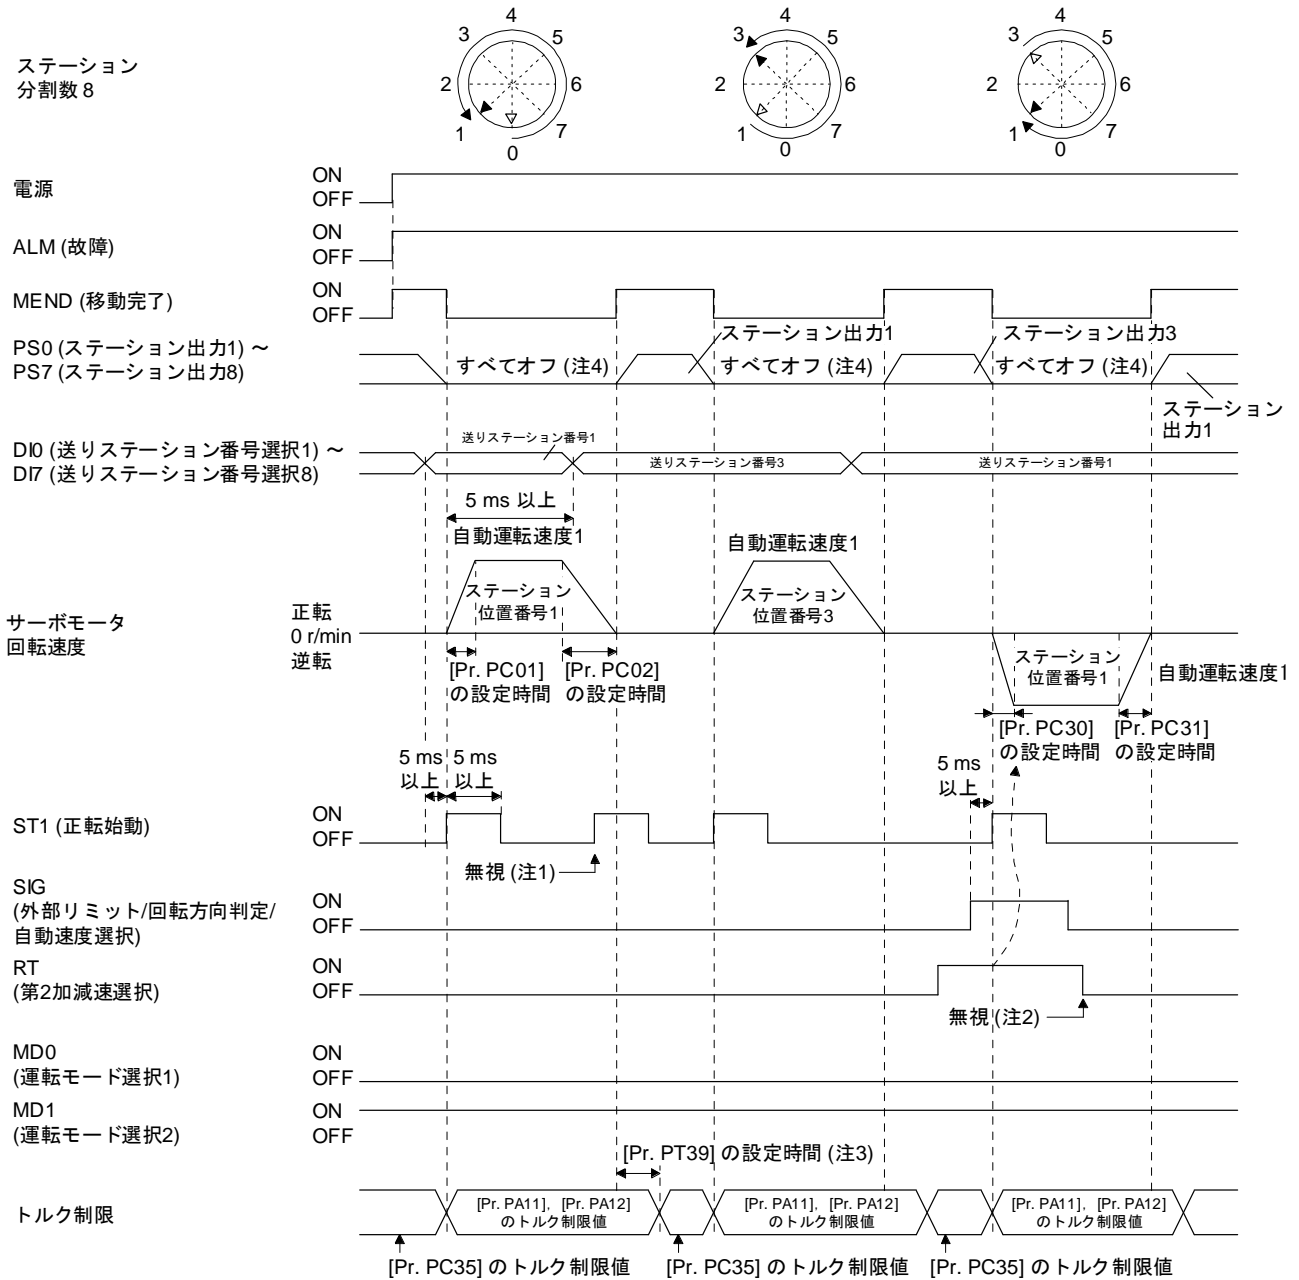 ステーション
分割数 8
4
3
5
2
6
1
7
0
4
3
5
2
6
1
7
0
4
3
5
2
6
1
7
0
電源
ON
OFF
ALM (故障)
ON
OFF
MEND (移動完了)
ON
OFF
PS0 (ステーション出力1) ～
PS7 (ステーション出力8)
すべてオフ (注4)
ステーション出力1
すべてオフ (注4)
ステーション出力3
すべてオフ (注4)
ステーション
出力1
DI0 (送りステーション番号選択1) ～
DI7 (送りステーション番号選択8)
送りステーション番号1
送りステーション番号3
送りステーション番号1
5 ms 以上
自動運転速度1
自動運転速度1
サーボモータ
回転速度
正転
0 r/min
逆転
ステーション
位置番号1
ステーション
位置番号3
ステーション
位置番号1
自動運転速度1
[Pr. PC01]
の設定時間
[Pr. PC02]
の設定時間
[Pr. PC30]
の設定時間
[Pr. PC31]
の設定時間
5 ms
以上
5 ms
以上
5 ms
以上
ST1 (正転始動)
ON
OFF
無視 (注1)
SIG
(外部リミット/回転方向判定/
自動速度選択)
ON
OFF
RT
(第2加減速選択)
ON
OFF
無視 (注2)
MD0
(運転モード選択1)
ON
OFF
MD1
(運転モード選択2)
ON
OFF
[Pr. PT39] の設定時間 (注3)
トルク制限
[Pr. PA11], [Pr. PA12]
のトルク制限値
[Pr. PA11], [Pr. PA12]
のトルク制限値
[Pr. PA11], [Pr. PA12]
のトルク制限値
[Pr. PC35] のトルク制限値
[Pr. PC35] のトルク制限値
[Pr. PC35] のトルク制限値